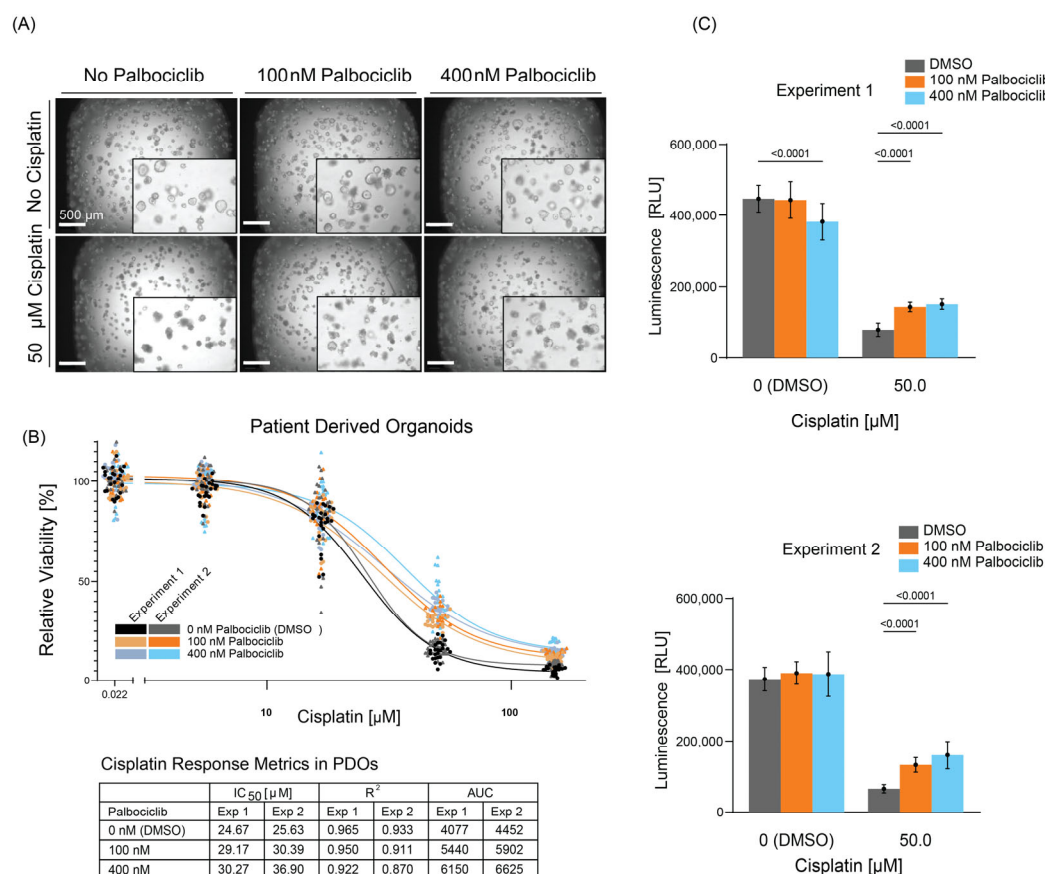 (A)
No Palbociclib 100nM Palbociclib 400nM Palbociclib
No Cisplatin
500 µm
50 µM Cisplatin
(B)
Patient Derived Organoids
Relative Viability [%]
100
50
0
Experiment 1
Experiment 2
0 nM Palbociclib (DMSO )
100 nM Palbociclib
400 nM Palbociclib
0.022
10
100
Cisplatin [µM]
Cisplatin Response Metrics in PDOs
IC 50 [µM] R2 AUC
Palbociclib Exp 1 Exp 2 Exp 1 Exp 2 Exp 1 Exp 2
0 nM (DMSO) 24.67 25.63 0.965 0.933 4077 4452
100 nM 29.17 30.39 0.950 0.911 5440 5902
400 nM 30.27 36.90 0.922 0.870 6150 6625
(C)
DMSO
100 nM Palbociclib
400 nM Palbociclib
Experiment 1
<0.0001
<0.0001
<0.0001
Luminescence [RLU]
600,000
400,000
200,000
0
0 (DMSO) 50.0
Cisplatin [µM]
DMSO
100 nM Palbociclib
400 nM Palbociclib
Experiment 2
<0.0001
<0.0001
Luminescence [RLU]
600,000
400,000
200,000
0
0 (DMSO) 50.0
Cisplatin [µM]